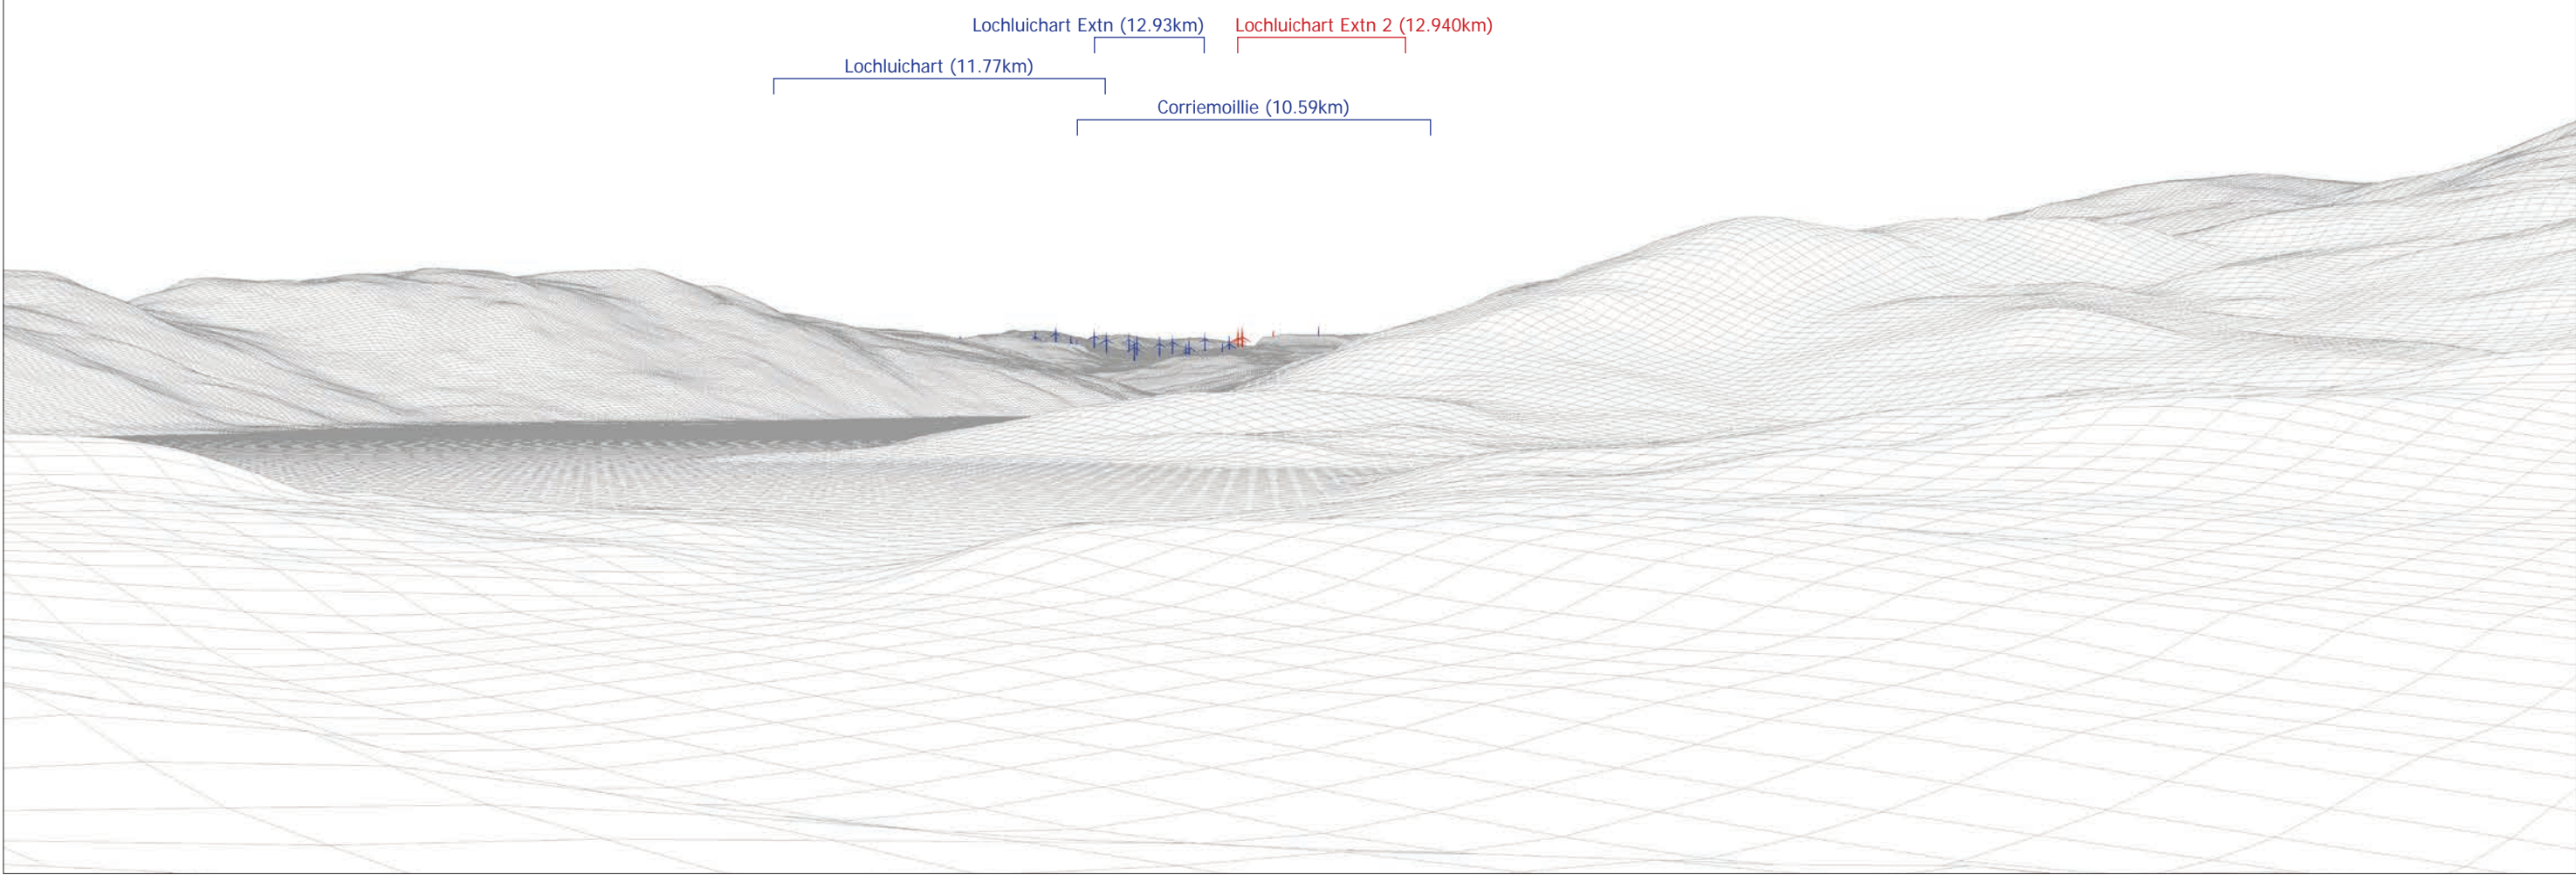 Lochluichart Extn (12.93km)
Lochluichart Extn 2 (12.940km)
Lochluichart (11.77km)
Corriemoillie (10.59km)